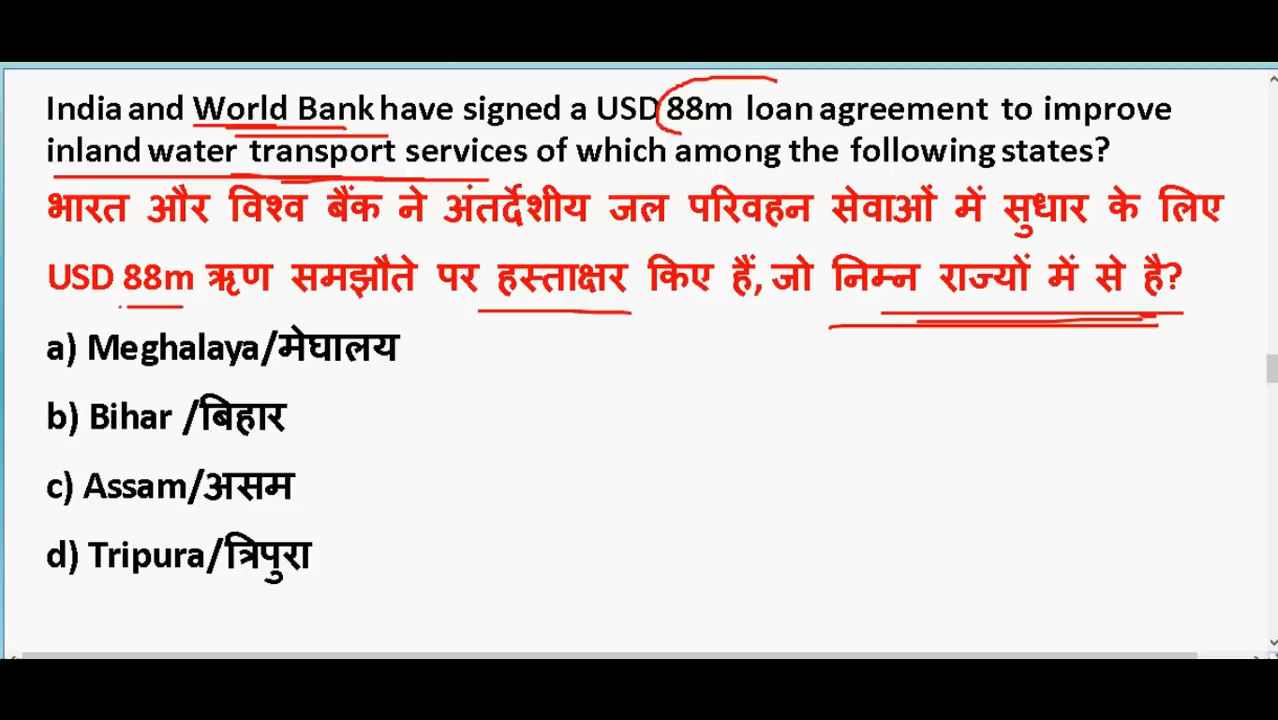 India and World Bank have signed a USD 88m loan agreement to improve
inland water transport services of which among the following states?
भारत और विश्व बैंक ने अंतर्देशीय जल परिवहन सेवाओं में सुधार के लिए
USD 88m ऋण समझौते पर हस्ताक्षर किए हैं, जो निम्न राज्यों में से है?
a) Meghalaya/मेघालय
b) Bihar /बिहार
c) Assam/असम
d) Tripura/त्रिपुरा